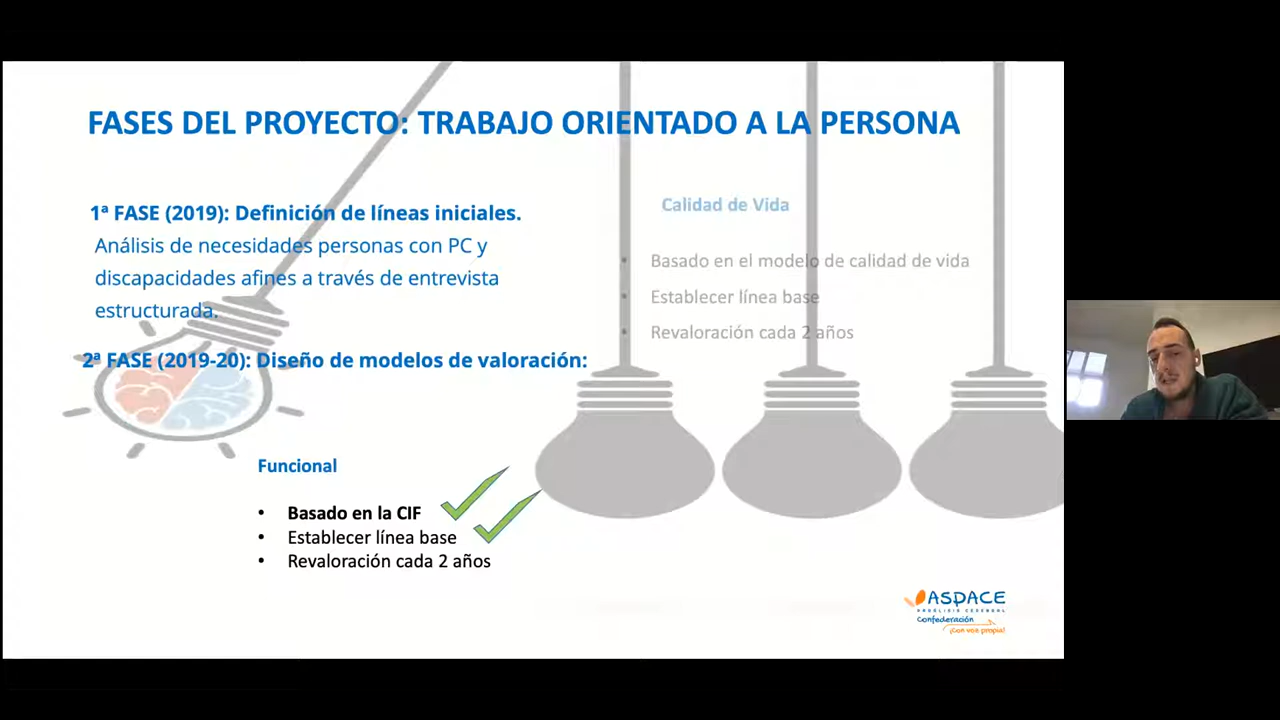 FASES DEL PROYECTO: TRABAJO ORIENTADO A LA PERSONA
1ª FASE (2019): Definición de líneas iniciales.
Análisis de necesidades personas con PC y
discapacidades afines a través de entrevista
estructurada.
2ª FASE (2019-20): Diseño de modelos de valoración:
Funcional
• Basado en la CIF
• Establecer línea base
• Revaloración cada 2 años
Calidad de Vida
• Basado en el modelo de calidad de vida
• Establecer línea base
• Revaloración cada 2 años
ASPACE
PARÁLISIS CEREBRAL
Confederación
¡Con voz propia!